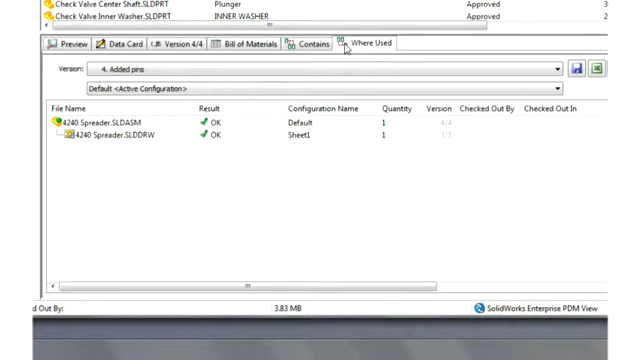 Check Valve Center Shaft.SLDPRT Plunger Approved 3
Check Valve Inner Washer.SLDPRT INNER WASHER Approved 2
Preview Data Card Version 4/4 Bill of Materials Contains Where Used
Version: 4. Added pins
Default <Active Configuration>
File Name Result Configuration Name Quantity Version Checked Out By Checked Out In
4240 Spreader.SLDASM OK Default 1 4/4
4240 Spreader.SLDDRW OK Sheet1 1 1/3
d Out By: 3.83 MB SolidWorks Enterprise PDM View